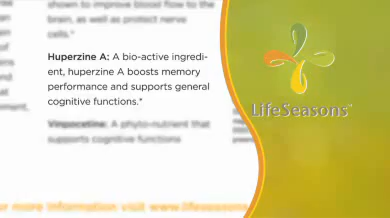 shown to improve blood flow to the
brain, as well as protect nerve
cells.*
Huperzine A: A bio-active ingredi-
ent, huperzine A boosts memory
performance and supports general
cognitive functions.*
Vinpocetine: A phyto-nutrient that
supports cognitive functions
or more information visit www.lifeseasons
LifeSeasons™